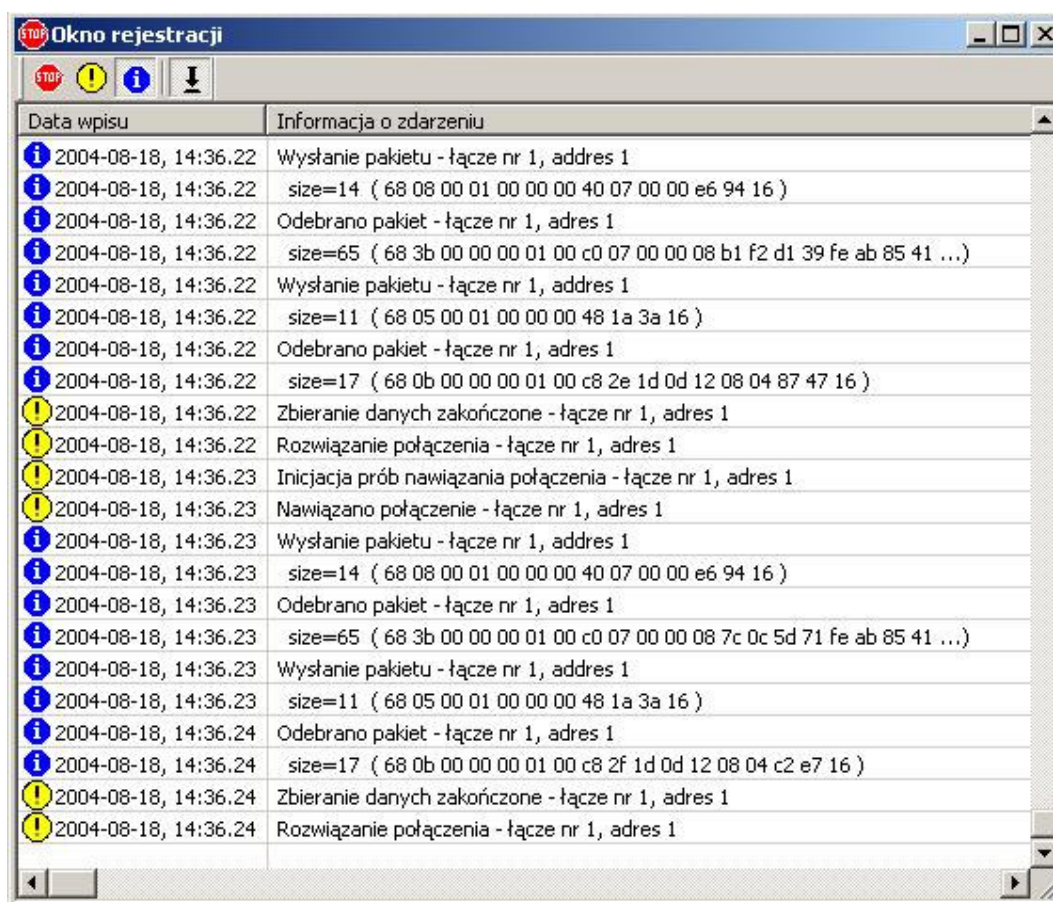 STOP Okno rejestracji
STOP
Data wpisu Informacja o zdarzeniu
2004-08-18, 14:36.22 Wysłanie pakietu - łącze nr 1, addres 1
2004-08-18, 14:36.22 size=14 ( 68 08 00 01 00 00 00 40 07 00 00 e6 94 16 )
2004-08-18, 14:36.22 Odebrano pakiet - łącze nr 1, adres 1
2004-08-18, 14:36.22 size=65 ( 68 3b 00 00 00 01 00 c0 07 00 00 08 b1 f2 d1 39 fe ab 85 41 ...)
2004-08-18, 14:36.22 Wysłanie pakietu - łącze nr 1, addres 1
2004-08-18, 14:36.22 size=11 ( 68 05 00 01 00 00 00 48 1a 3a 16 )
2004-08-18, 14:36.22 Odebrano pakiet - łącze nr 1, adres 1
2004-08-18, 14:36.22 size=17 ( 68 0b 00 00 00 01 00 c8 2e 1d 0d 12 08 04 87 47 16 )
2004-08-18, 14:36.22 Zbieranie danych zakończone - łącze nr 1, adres 1
2004-08-18, 14:36.22 Rozwiązanie połączenia - łącze nr 1, adres 1
2004-08-18, 14:36.23 Inicjacja prób nawiązania połączenia - łącze nr 1, adres 1
2004-08-18, 14:36.23 Nawiązano połączenie - łącze nr 1, adres 1
2004-08-18, 14:36.23 Wysłanie pakietu - łącze nr 1, addres 1
2004-08-18, 14:36.23 size=14 ( 68 08 00 01 00 00 00 40 07 00 00 e6 94 16 )
2004-08-18, 14:36.23 Odebrano pakiet - łącze nr 1, adres 1
2004-08-18, 14:36.23 size=65 ( 68 3b 00 00 00 01 00 c0 07 00 00 08 7c 0c 5d 71 fe ab 85 41 ...)
2004-08-18, 14:36.23 Wysłanie pakietu - łącze nr 1, addres 1
2004-08-18, 14:36.23 size=11 ( 68 05 00 01 00 00 00 48 1a 3a 16 )
2004-08-18, 14:36.24 Odebrano pakiet - łącze nr 1, adres 1
2004-08-18, 14:36.24 size=17 ( 68 0b 00 00 00 01 00 c8 2f 1d 0d 12 08 04 c2 e7 16 )
2004-08-18, 14:36.24 Zbieranie danych zakończone - łącze nr 1, adres 1
2004-08-18, 14:36.24 Rozwiązanie połączenia - łącze nr 1, adres 1